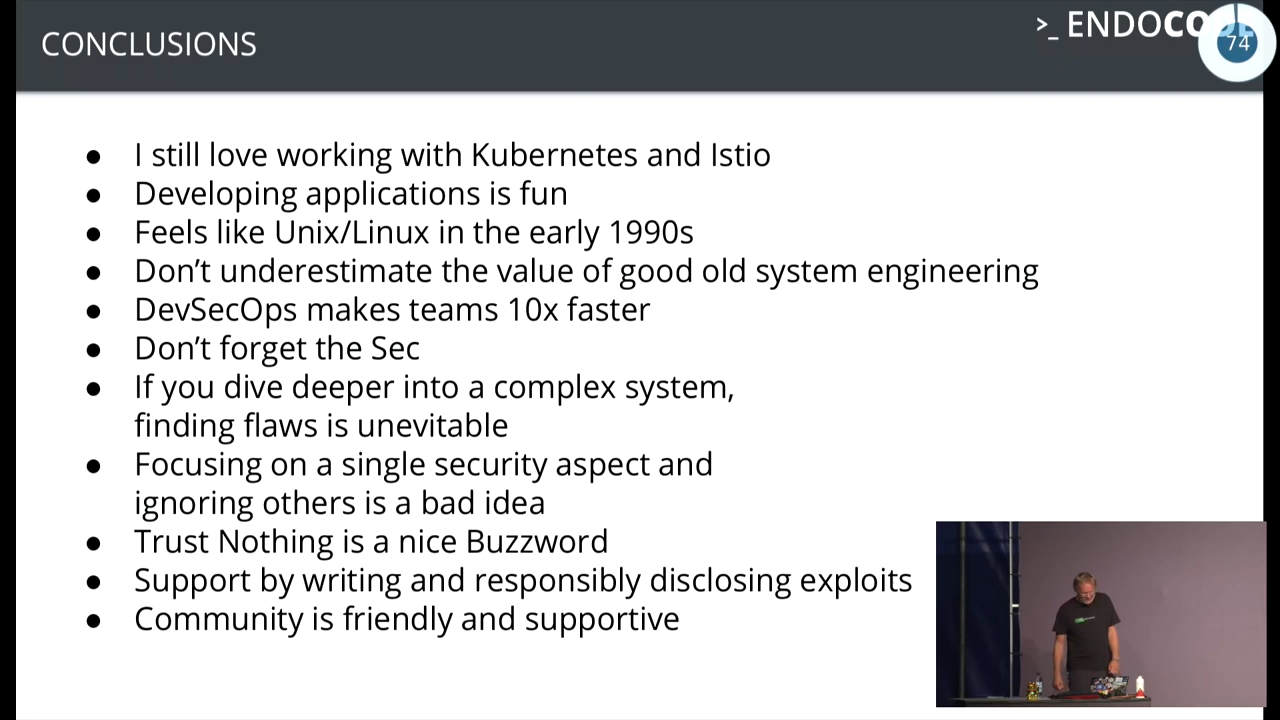 CONCLUSIONS
>_ ENDOCODE
74
● I still love working with Kubernetes and Istio
● Developing applications is fun
● Feels like Unix/Linux in the early 1990s
● Don’t underestimate the value of good old system engineering
● DevSecOps makes teams 10x faster
● Don’t forget the Sec
● If you dive deeper into a complex system,
finding flaws is unevitable
● Focusing on a single security aspect and
ignoring others is a bad idea
● Trust Nothing is a nice Buzzword
● Support by writing and responsibly disclosing exploits
● Community is friendly and supportive